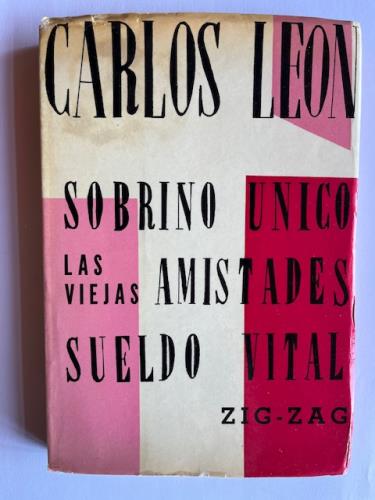 CARLOS LEON
SOBRINO UNICO
LAS
VIEJAS AMISTADES
SUELDO VITAL
ZIG-ZAG